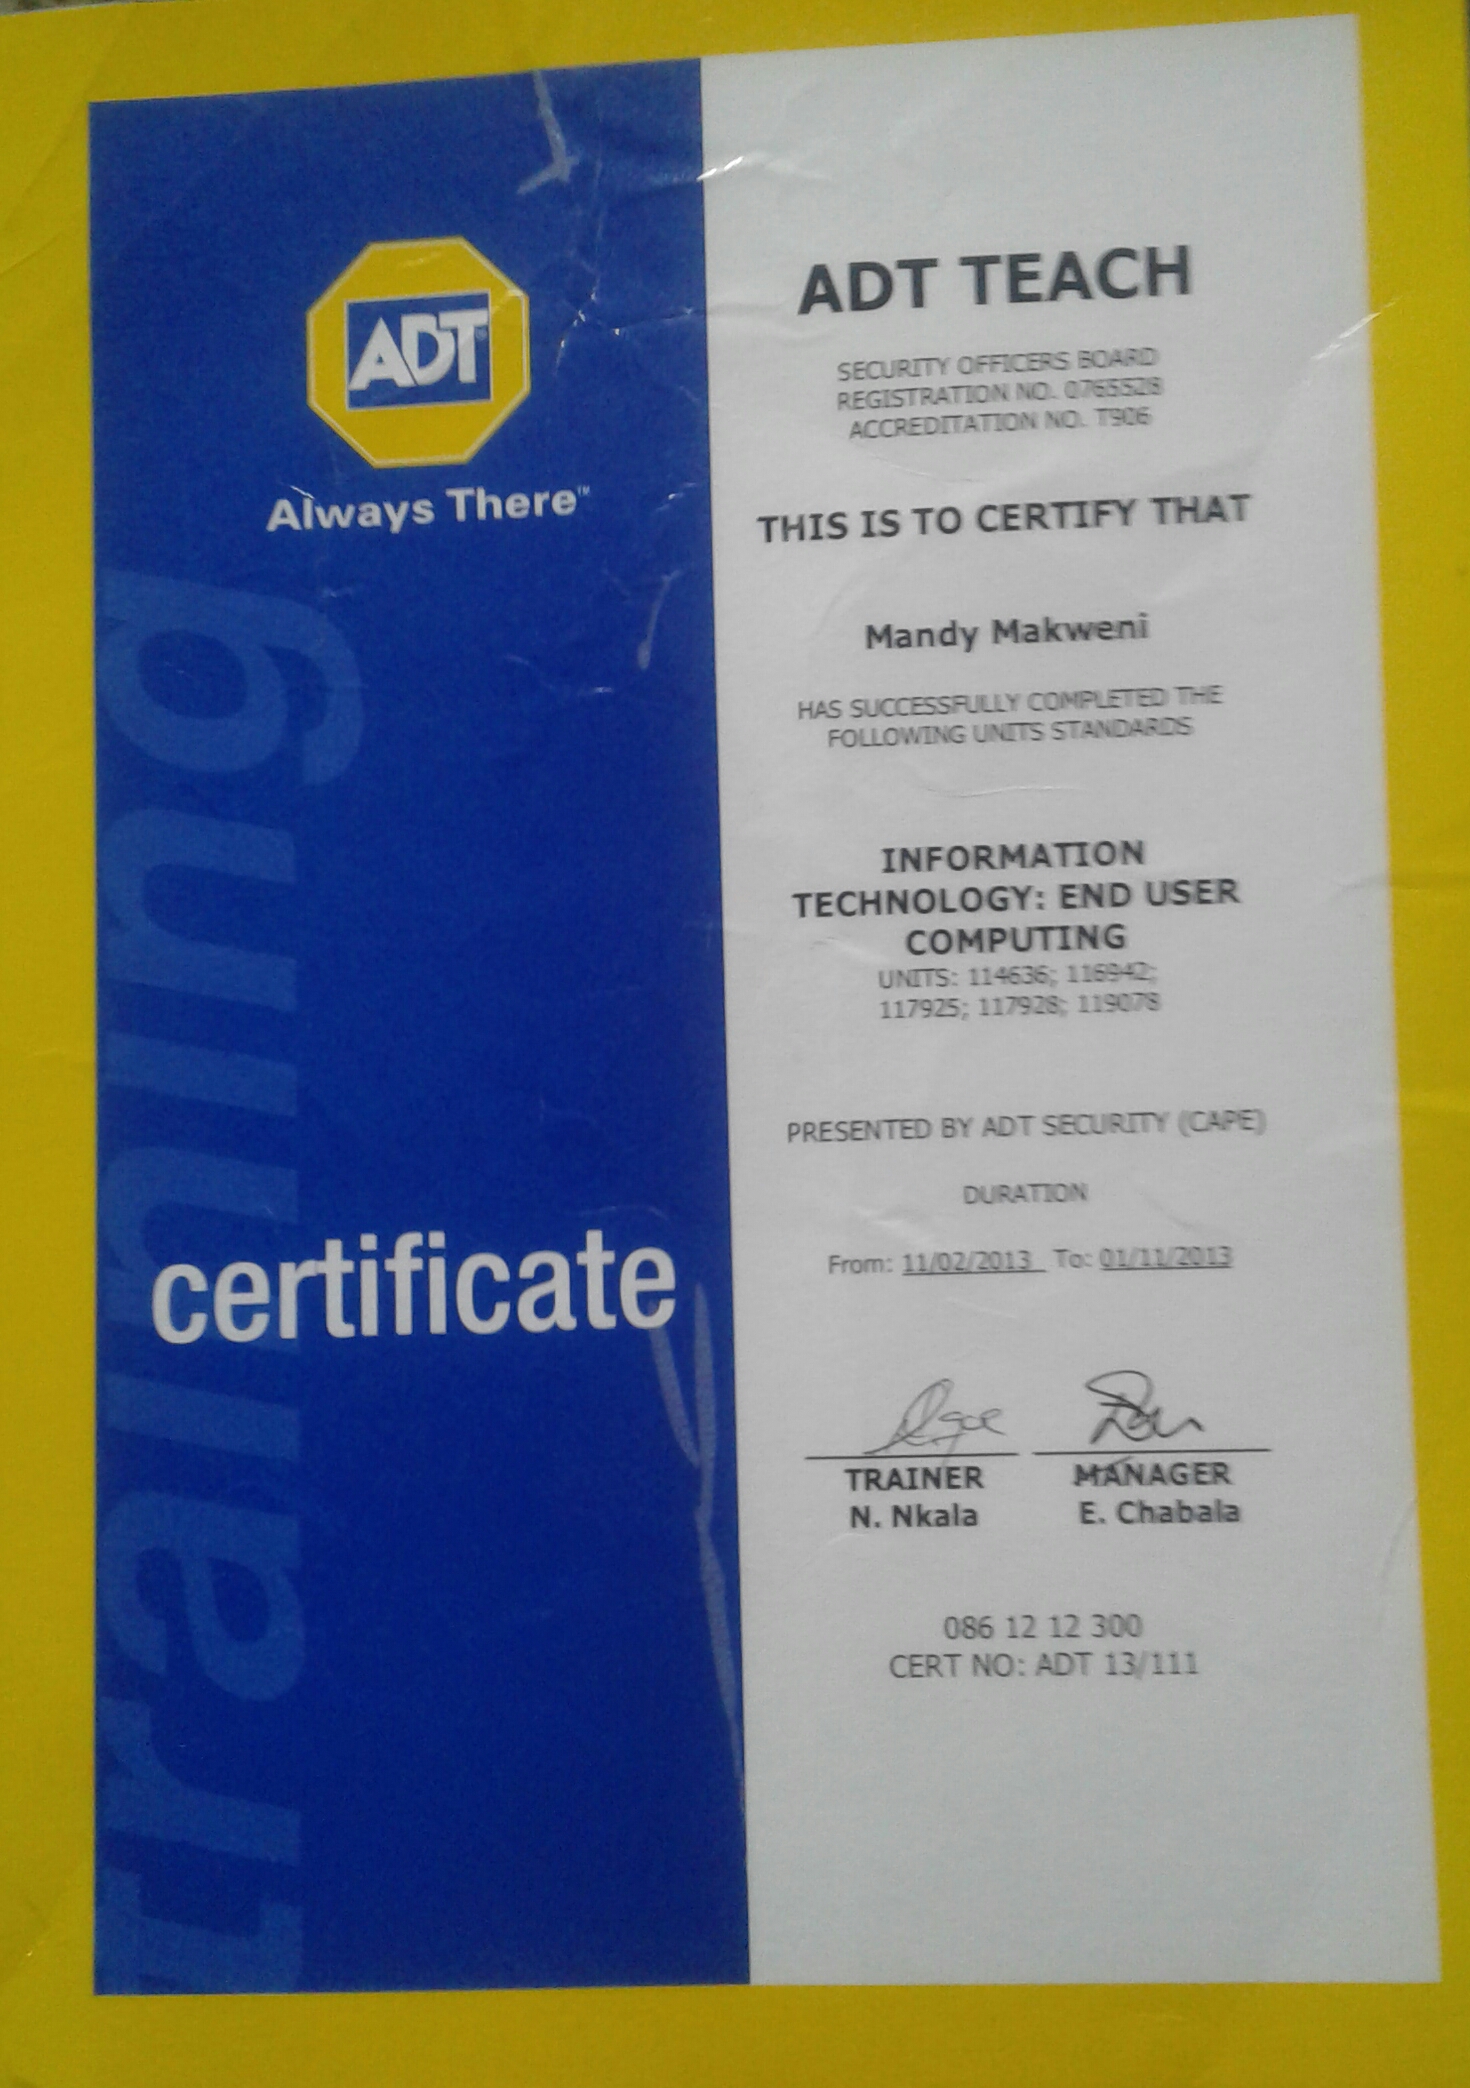 ADT
Always There™
training
certificate
ADT TEACH
SECURITY OFFICERS BOARD
REGISTRATION NO. 0765528
ACCREDITATION NO. T906
THIS IS TO CERTIFY THAT
Mandy Makweni
HAS SUCCESSFULLY COMPLETED THE
FOLLOWING UNITS STANDARDS
INFORMATION
TECHNOLOGY: END USER
COMPUTING
UNITS: 114636; 116942;
117925; 117928; 119078
PRESENTED BY ADT SECURITY (CAPE)
DURATION
From: 11/02/2013 To: 01/11/2013
TRAINER MANAGER
N. Nkala E. Chabala
086 12 12 300
CERT NO: ADT 13/111